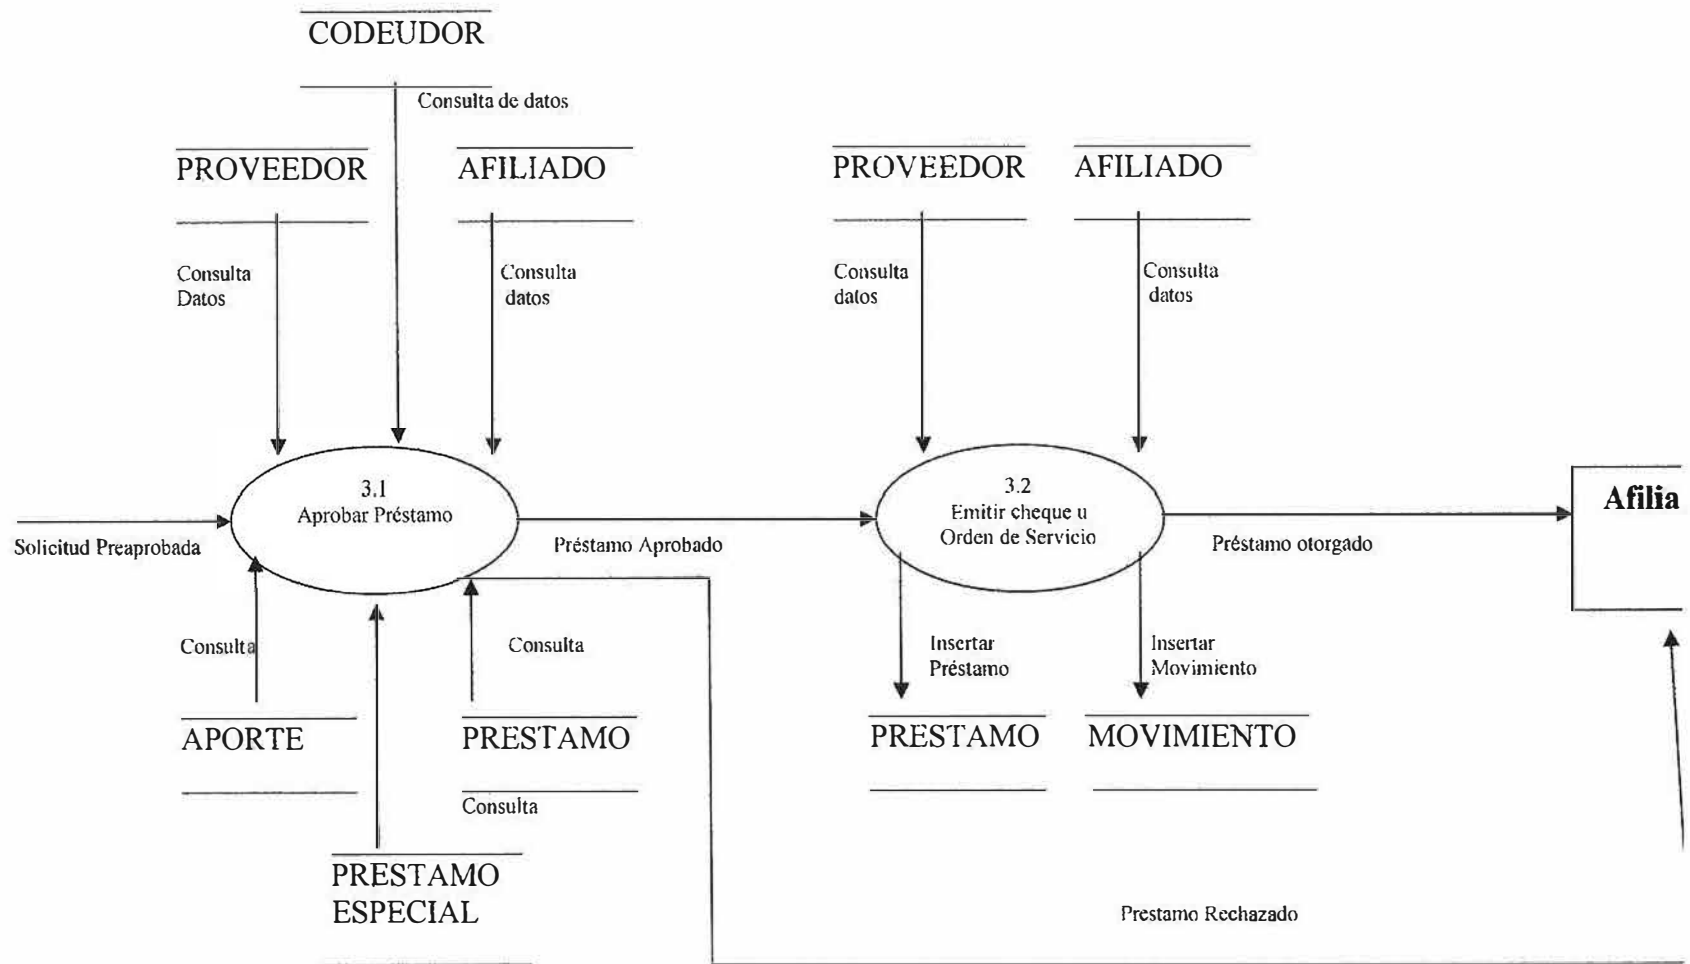 CODEUDOR
Consulta de datos
PROVEEDOR
AFILIADO
PROVEEDOR
AFILIADO
Consulta
Datos
Consulta
datos
Consulta
datos
Consulta
datos
3.1
Aprobar Préstamo
3.2
Emitir cheque u
Orden de Servicio
Afilia
Solicitud Preaprobada
Préstamo Aprobado
Préstamo otorgado
Consulta
Consulta
Insertar
Préstamo
Insertar
Movimiento
APORTE
PRESTAMO
PRESTAMO
MOVIMIENTO
Consulta
PRESTAMO
ESPECIAL
Prestamo Rechazado